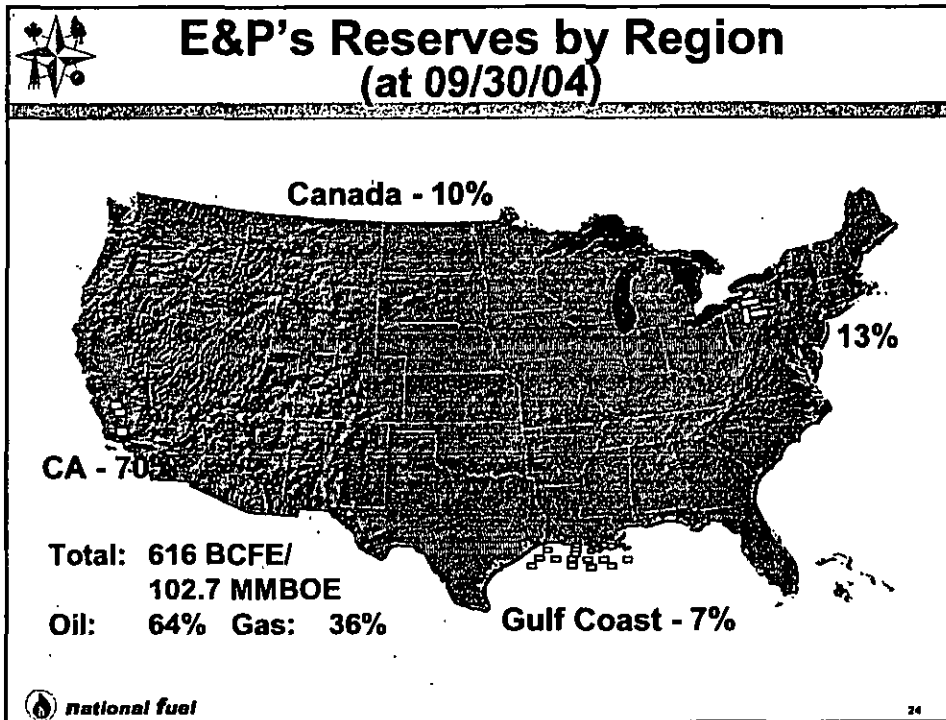 E&P's Reserves by Region
(at 09/30/04)
Canada - 10%
13%
CA - 70%
Total: 616 BCFE/
102.7 MMBOE
Oil: 64% Gas: 36%
Gulf Coast - 7%
national fuel
24